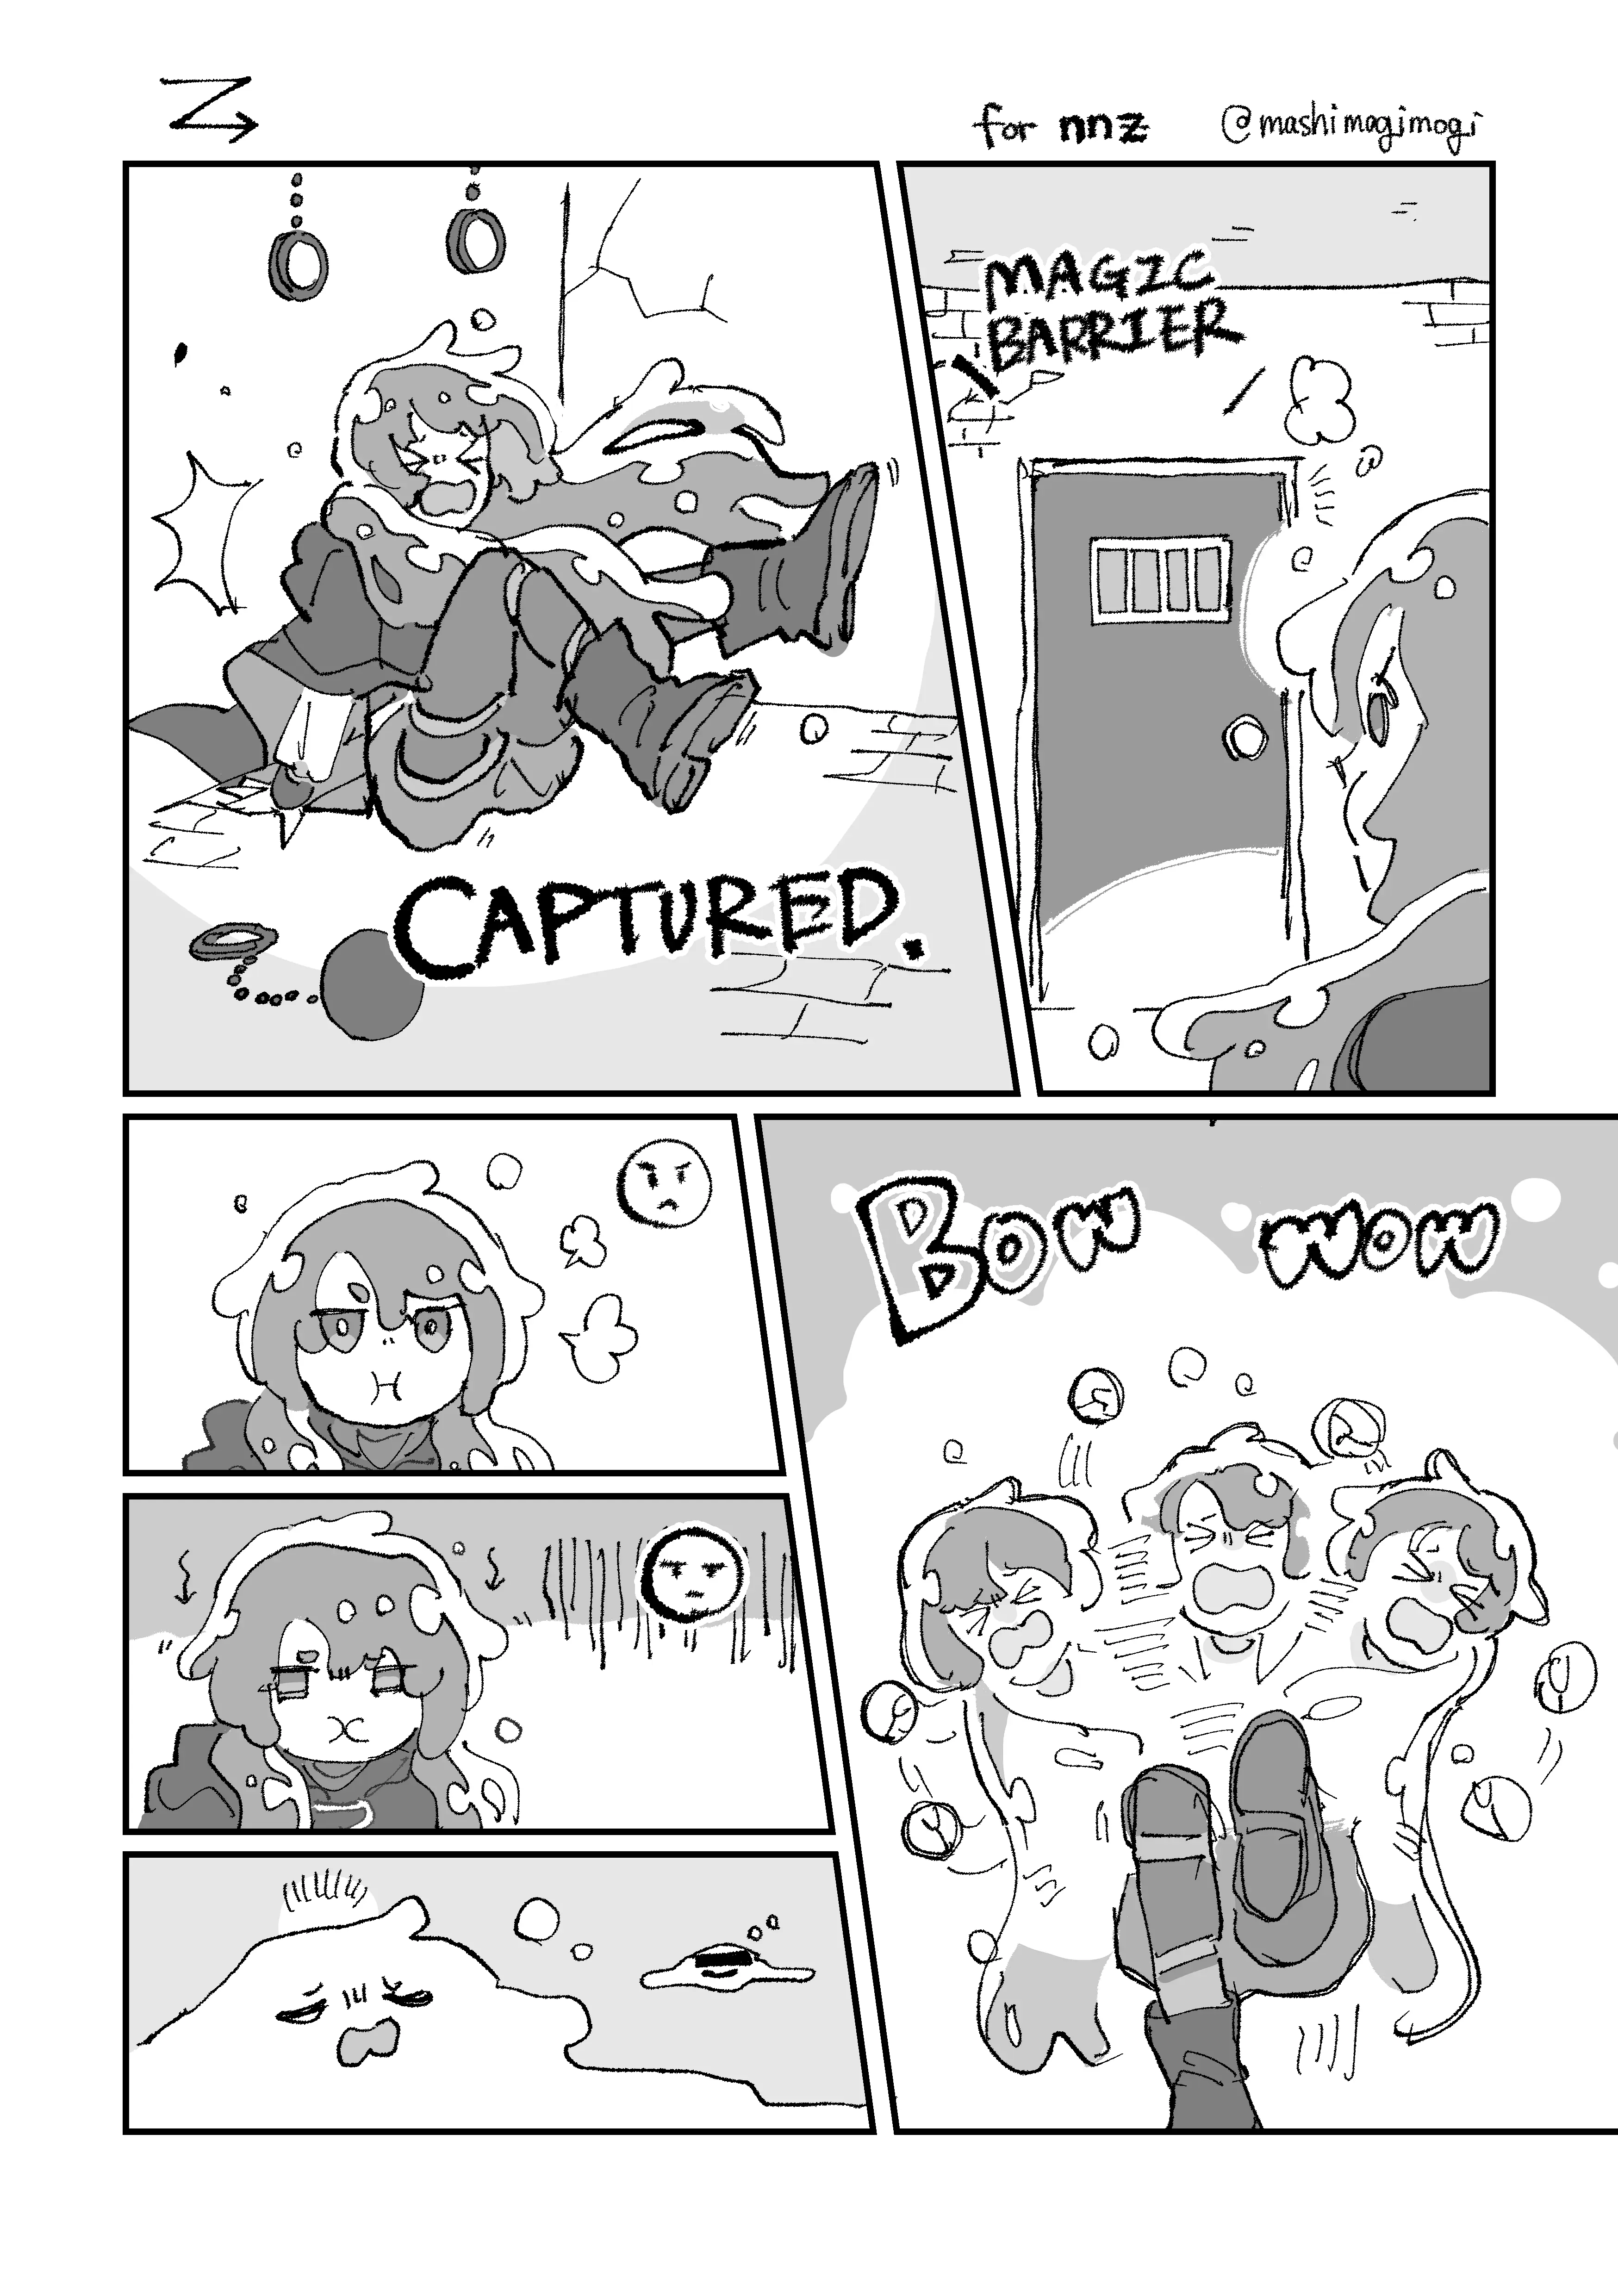 for nnz @mashimogimogi
CAPTURED.
MAGIC
BARRIER
BOW WOW